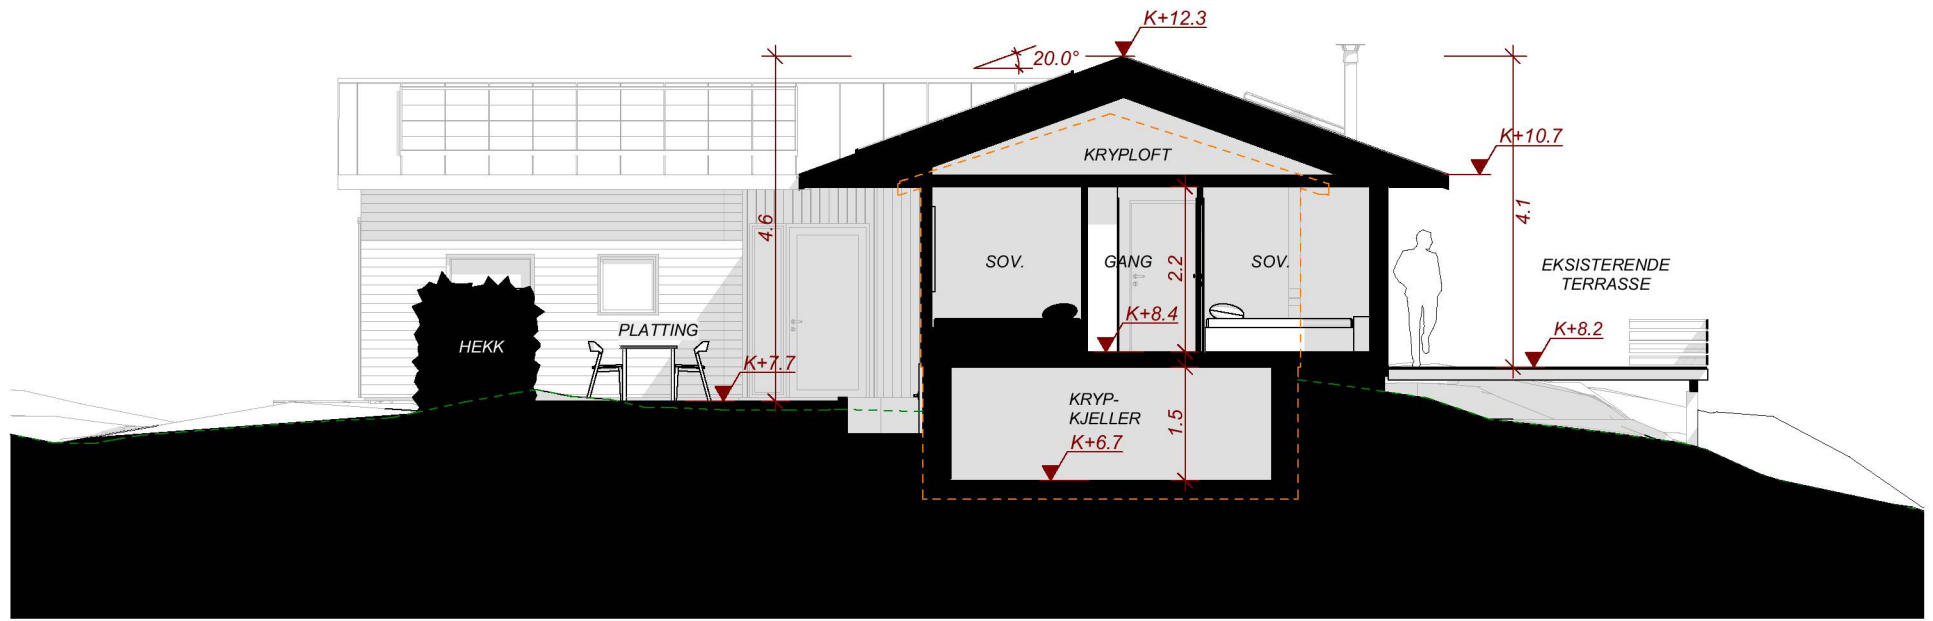 K+12.3
20.0°
K+10.7
KRYPLOFT
4.6
4.1
SOV.
GANG
2.2
SOV.
EKSISTERENDE
TERRASSE
K+8.4
K+8.2
PLATTING
HEKK
K+7.7
KRYP-
KJELLER
1.5
K+6.7